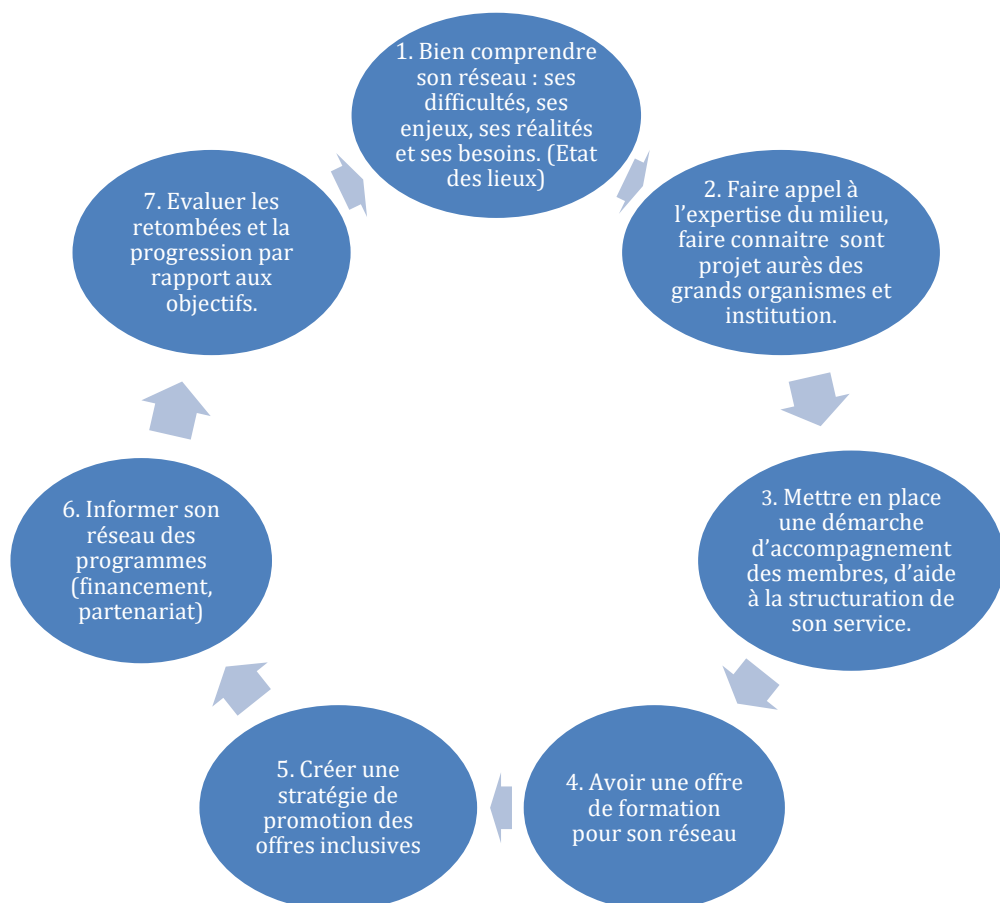 1. Bien comprendre
son réseau : ses
difficultés, ses
enjeux, ses réalités
et ses besoins. (Etat
des lieux)
2. Faire appel à
l’expertise du milieu,
faire connaitre sont
projet aurès des
grands organismes et
institution.
3. Mettre en place
une démarche
d’accompagnement
des membres, d’aide
à la structuration de
son service.
4. Avoir une offre
de formation
pour son réseau
5. Créer une
stratégie de
promotion des
offres inclusives
6. Informer son
réseau des
programmes
(financement,
partenariat)
7. Evaluer les
retombées et la
progression par
rapport aux
objectifs.